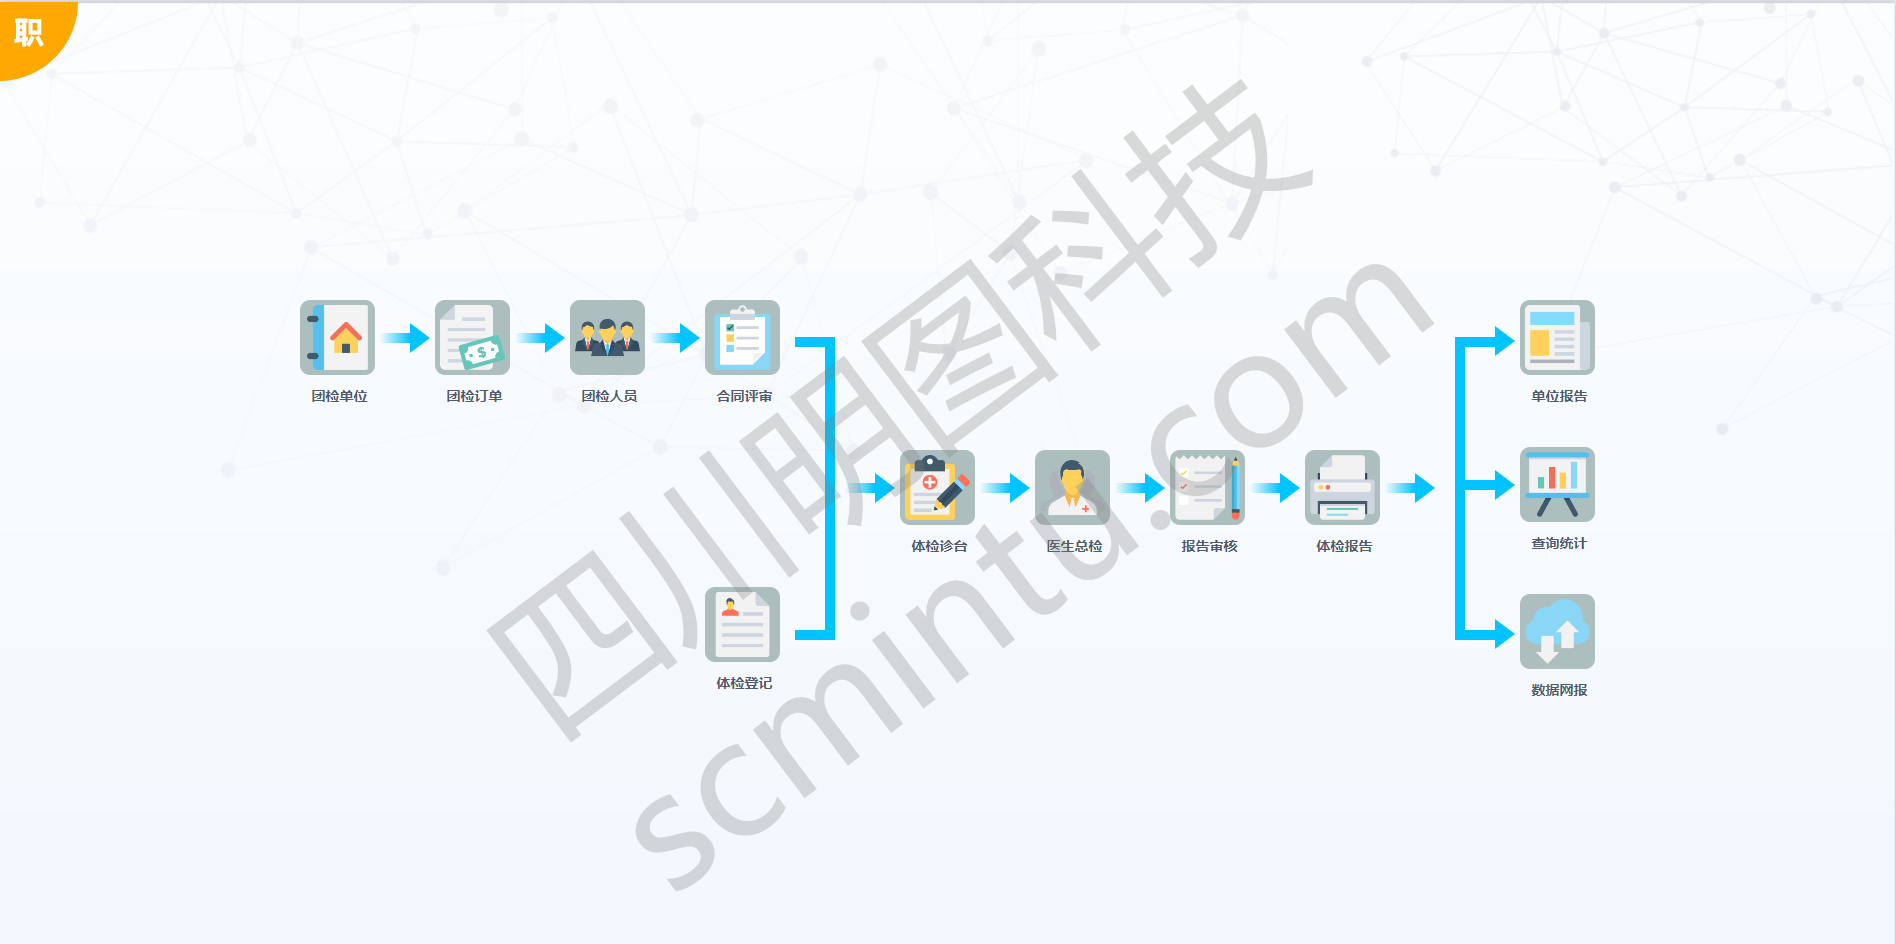 职
团检单位
团检订单
团检人员
合同评审
单位报告
体检诊台
医生总检
报告审核
体检报告
查询统计
体检登记
数据网报
四川明图科技
scmintu.com